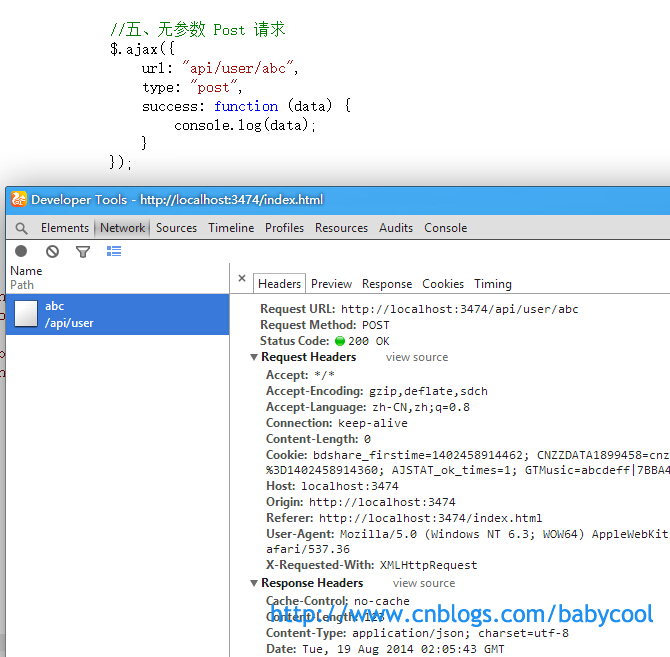 //五、无参数 Post 请求
$.ajax({
url: "api/user/abc",
type: "post",
success: function (data) {
console.log(data);
}
});
Developer Tools - http://localhost:3474/index.html
Elements Network Sources Timeline Profiles Resources Audits Console
Name
Path
× Headers Preview Response Cookies Timing
abc
/api/user
Request URL: http://localhost:3474/api/user/abc
Request Method: POST
Status Code: 200 OK
Request Headers view source
Accept: */*
Accept-Encoding: gzip,deflate,sdch
Accept-Language: zh-CN,zh;q=0.8
Connection: keep-alive
Content-Length: 0
Cookie: bdshare_firstime=1402458914462; CNZZDATA1899458=cnz
%3D1402458914360; AJSTAT_ok_times=1; GTMusic=abcdeff|7BBA4
Host: localhost:3474
Origin: http://localhost:3474
Referer: http://localhost:3474/index.html
User-Agent: Mozilla/5.0 (Windows NT 6.3; WOW64) AppleWebKit
afari/537.36
X-Requested-With: XMLHttpRequest
Response Headers view source
Cache-Control: no-cache
Content-Length: 123
http://www.cnblogs.com/babycool
Content-Type: application/json; charset=utf-8
Date: Tue, 19 Aug 2014 02:05:43 GMT